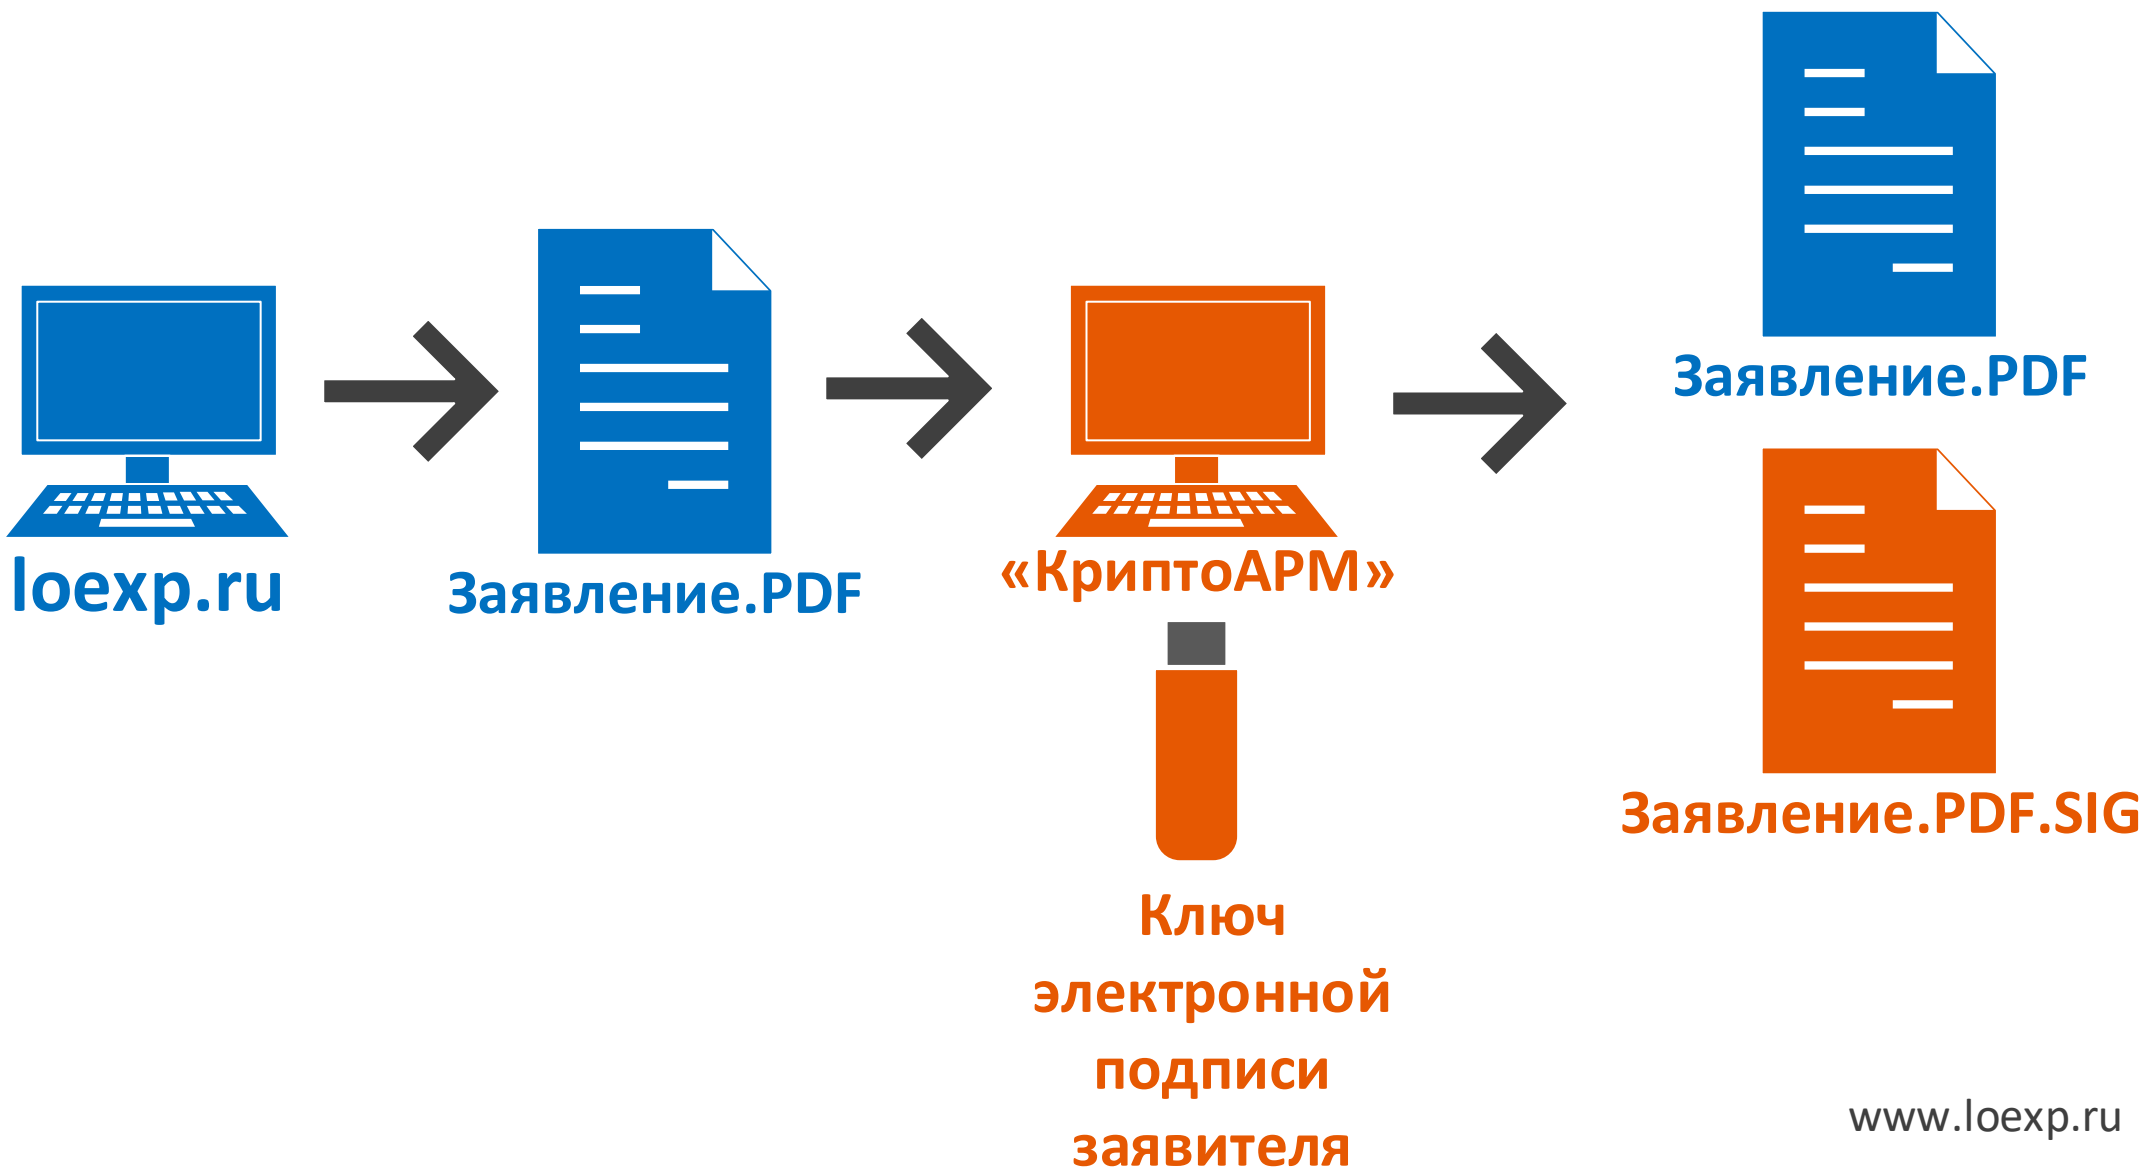 loexp.ru
Заявление.PDF
«КриптоАРМ»
Ключ
электронной
подписи
заявителя
Заявление.PDF
Заявление.PDF.SIG
www.loexp.ru